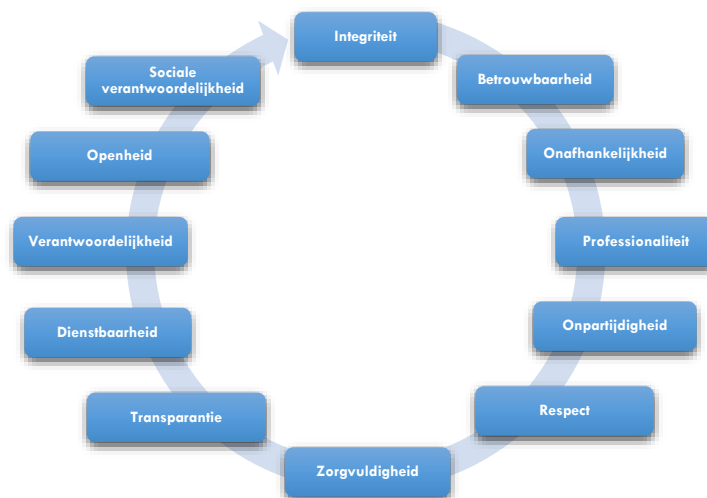 Integriteit
Betrouwbaarheid
Onafhankelijkheid
Professionaliteit
Onpartijdigheid
Respect
Zorgvuldigheid
Transparantie
Dienstbaarheid
Verantwoordelijkheid
Openheid
Sociale
verantwoordelijkheid